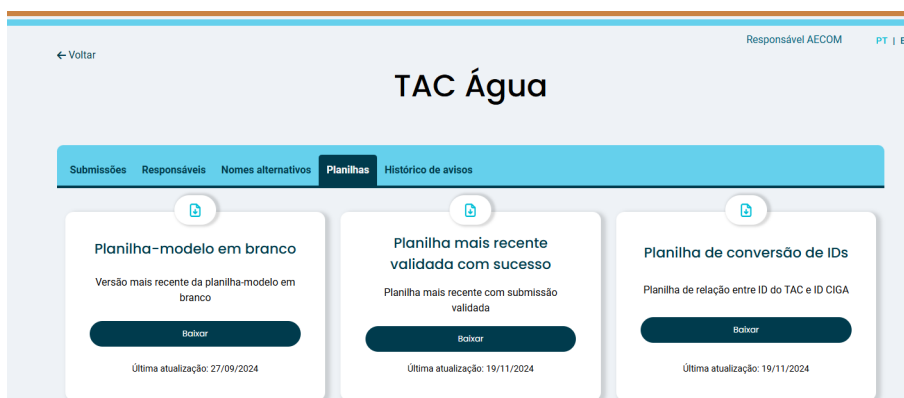 Responsável AECOM
PT |
← Voltar
TAC Água
Submissões Responsáveis Nomes alternativos Planilhas Histórico de avisos
Planilha-modelo em branco
Versão mais recente da planilha-modelo em
branco
Baixar
Última atualização: 27/09/2024
Planilha mais recente
validada com sucesso
Planilha mais recente com submissão
validada
Baixar
Última atualização: 19/11/2024
Planilha de conversão de IDs
Planilha de relação entre ID do TAC e ID CIGA
Baixar
Última atualização: 19/11/2024